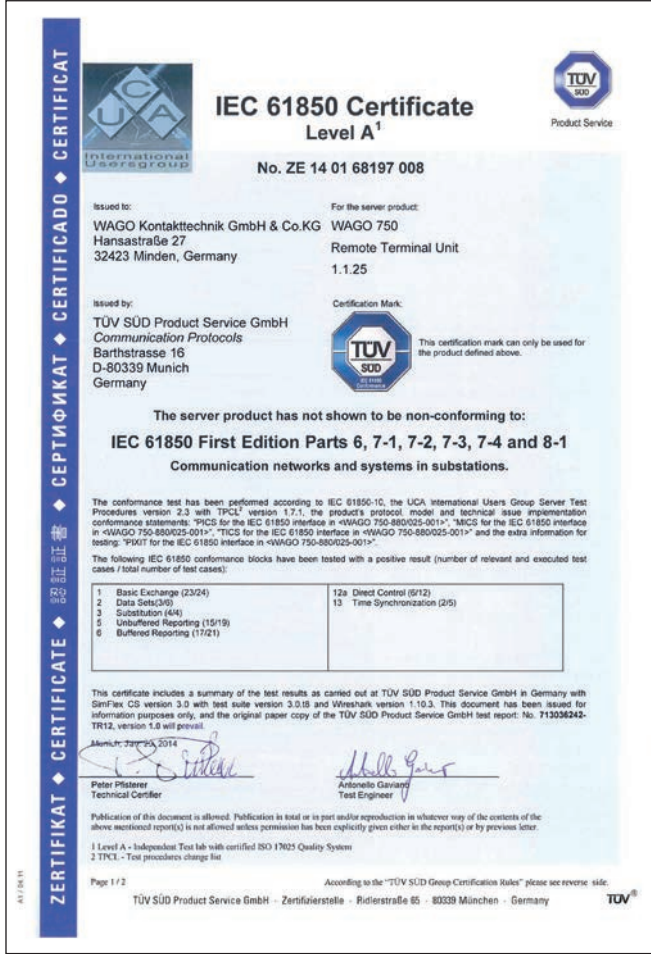 ZERTIFIKAT ◆ CERTIFICATE ◆ 認証証書 ◆ СЕРТИФИКАТ ◆ CERTIFICADO ◆ CERTIFICAT
UCA
International
Usersgroup
TÜV
SÜD
Product Service
IEC 61850 Certificate
Level A¹
No. ZE 14 01 68197 008
Issued to:
WAGO Kontakttechnik GmbH & Co.KG
Hansastraße 27
32423 Minden, Germany
For the server product:
WAGO 750
Remote Terminal Unit
1.1.25
Issued by:
TÜV SÜD Product Service GmbH
Communication Protocols
Barthstrasse 16
D-80339 Munich
Germany
Certification Mark:
TÜV
SÜD
IEC 61850
This certification mark can only be used for
the product defined above.
The server product has not shown to be non-conforming to:
IEC 61850 First Edition Parts 6, 7-1, 7-2, 7-3, 7-4 and 8-1
Communication networks and systems in substations.
The conformance test has been performed according to IEC 61850-10, the UCA International Users Group Server Test
Procedures version 2.3 with TPCL² version 1.7.1, the product's protocol, model and technical issue implementation
conformance statements: "PICS for the IEC 61850 interface in <WAGO 750-880/025-001>", "MICS for the IEC 61850 interface
in <WAGO 750-880/025-001>", "TICS for the IEC 61850 interface in <WAGO 750-880/025-001>" and the extra information for
testing: "PIXIT for the IEC 61850 interface in <WAGO 750-880/025-001>".
The following IEC 61850 conformance blocks have been tested with a positive result (number of relevant and executed test
cases / total number of test cases):
1 Basic Exchange (23/24)
2 Data Sets(3/6)
3 Substitution (4/4)
5 Unbuffered Reporting (15/19)
6 Buffered Reporting (17/21)
12a Direct Control (6/12)
13 Time Synchronization (2/5)
This certificate includes a summary of the test results as carried out at TÜV SÜD Product Service GmbH in Germany with
SimFlex CS version 3.0 with test suite version 3.0.t8 and Wireshark version 1.10.3. This document has been issued for
information purposes only, and the original paper copy of the TÜV SÜD Product Service GmbH test report: No. 713036242-
TR12, version 1.0 will prevail.
Munich, 2014
Peter Pfisterer
Technical Certifier
Antonello Gaviano
Test Engineer
Publication of this document is allowed. Publication in total or in part and/or reproduction in whatever way of the contents of the
above mentioned report(s) is not allowed unless permission has been explicitly given either in the report(s) or by previous letter.
1 Level A - Independent Test lab with certified ISO 17025 Quality System
2 TPCL - Test procedures change list
Page 1 / 2
According to the "TÜV SÜD Group Certification Rules" please see reverse side.
TÜV SÜD Product Service GmbH · Zertifizierstelle · Ridlerstraße 65 · 80339 München · Germany
TÜV®
A1 / 04.11